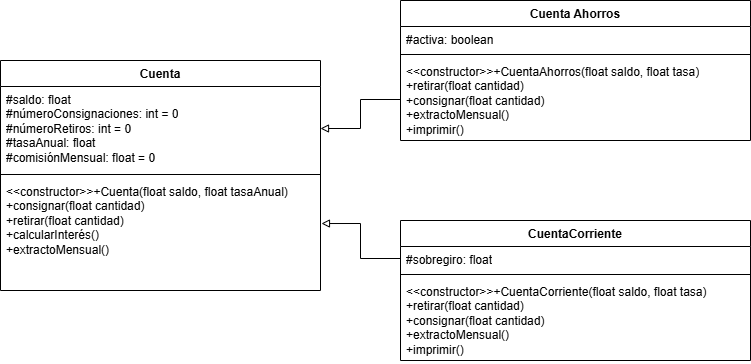 Cuenta
#saldo: float
#númeroConsignaciones: int = 0
#númeroRetiros: int = 0
#tasaAnual: float
#comisiónMensual: float = 0
<<constructor>>+Cuenta(float saldo, float tasaAnual)
+consignar(float cantidad)
+retirar(float cantidad)
+calcularInterés()
+extractoMensual()
Cuenta Ahorros
#activa: boolean
<<constructor>>+CuentaAhorros(float saldo, float tasa)
+retirar(float cantidad)
+consignar(float cantidad)
+extractoMensual()
+imprimir()
CuentaCorriente
#sobregiro: float
<<constructor>>+CuentaCorriente(float saldo, float tasa)
+retirar(float cantidad)
+consignar(float cantidad)
+extractoMensual()
+imprimir()